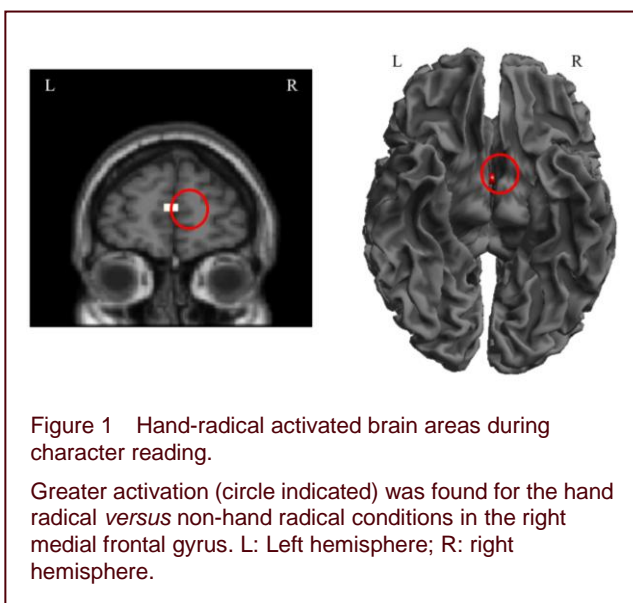 L R
L R
Figure 1 Hand-radical activated brain areas during
character reading.
Greater activation (circle indicated) was found for the hand
radical versus non-hand radical conditions in the right
medial frontal gyrus. L: Left hemisphere; R: right
hemisphere.